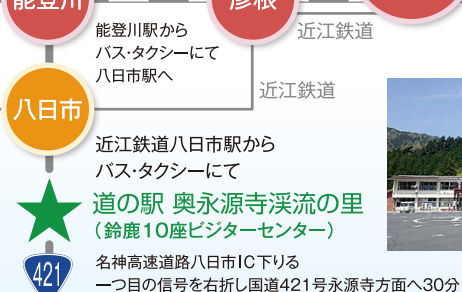 能登川
彦根
能登川駅から
バス・タクシーにて
八日市駅へ
近江鉄道
近江鉄道
八日市
近江鉄道八日市駅から
バス・タクシーにて
道の駅 奥永源寺渓流の里
（鈴鹿10座ビジターセンター）
421
名神高速道路八日市IC下りる
一つ目の信号を右折し国道421号永源寺方面へ30分